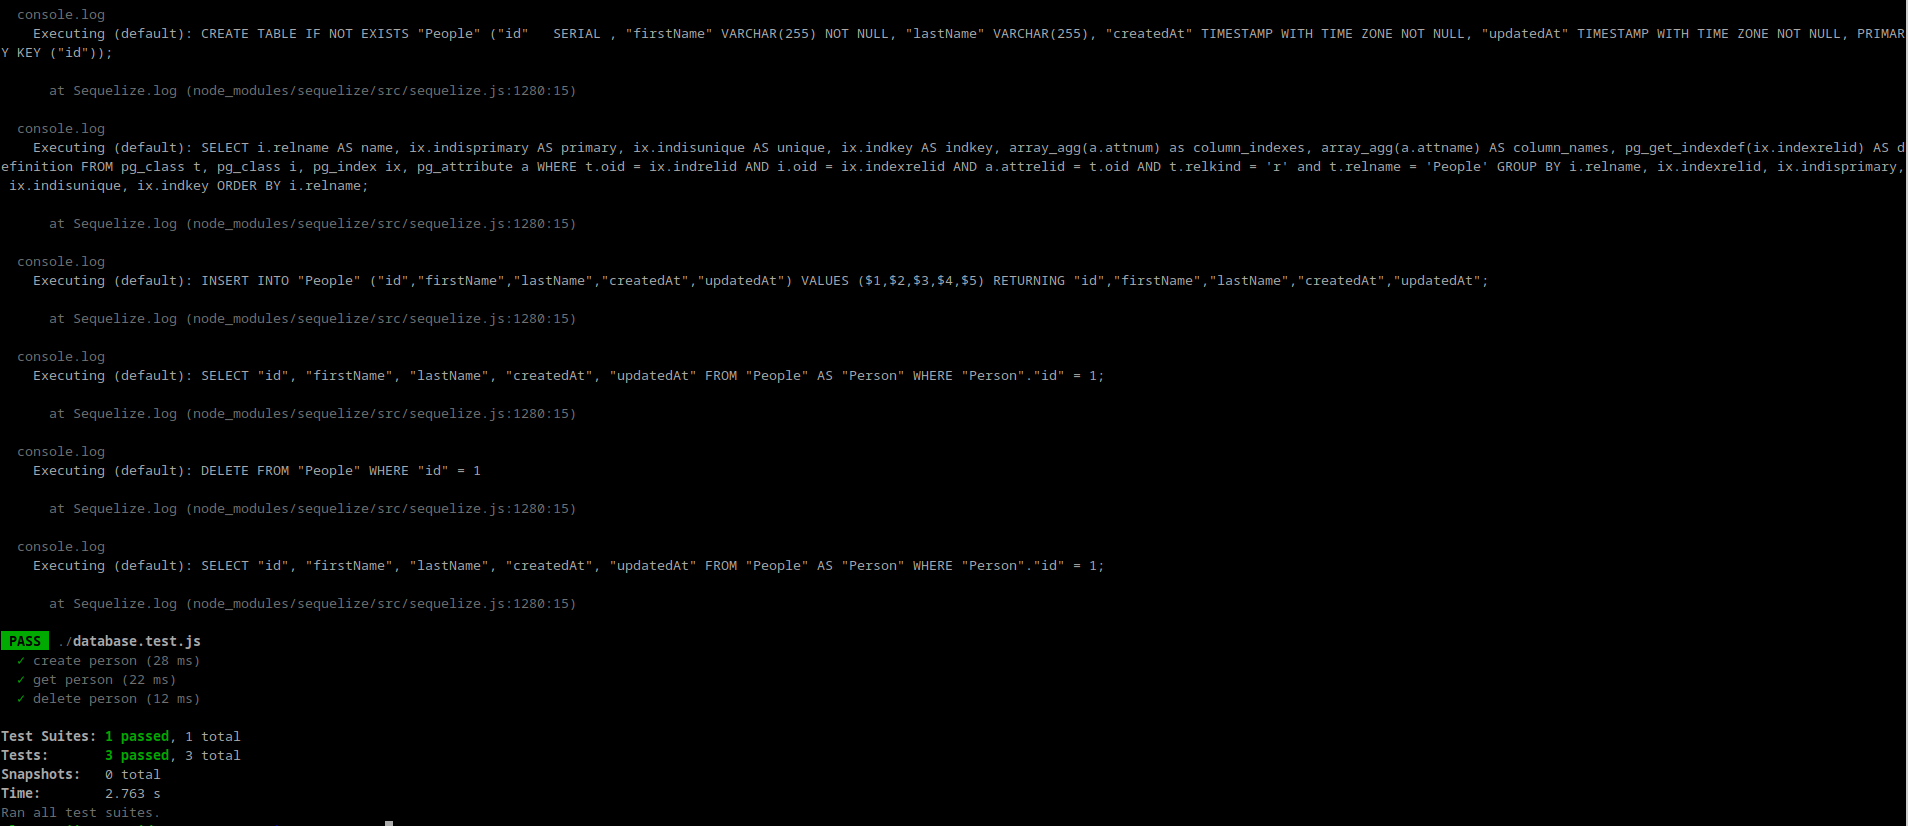 console.log
Executing (default): CREATE TABLE IF NOT EXISTS "People" ("id"   SERIAL , "firstName" VARCHAR(255) NOT NULL, "lastName" VARCHAR(255), "createdAt" TIMESTAMP WITH TIME ZONE NOT NULL, "updatedAt" TIMESTAMP WITH TIME ZONE NOT NULL, PRIMAR
Y KEY ("id"));
at Sequelize.log (node_modules/sequelize/src/sequelize.js:1280:15)
console.log
Executing (default): SELECT i.relname AS name, ix.indisprimary AS primary, ix.indisunique AS unique, ix.indkey AS indkey, array_agg(a.attnum) as column_indexes, array_agg(a.attname) AS column_names, pg_get_indexdef(ix.indexrelid) AS d
efinition FROM pg_class t, pg_class i, pg_index ix, pg_attribute a WHERE t.oid = ix.indrelid AND i.oid = ix.indexrelid AND a.attrelid = t.oid AND t.relkind = 'r' and t.relname = 'People' GROUP BY i.relname, ix.indexrelid, ix.indisprimary,
ix.indisunique, ix.indkey ORDER BY i.relname;
at Sequelize.log (node_modules/sequelize/src/sequelize.js:1280:15)
console.log
Executing (default): INSERT INTO "People" ("id","firstName","lastName","createdAt","updatedAt") VALUES ($1,$2,$3,$4,$5) RETURNING "id","firstName","lastName","createdAt","updatedAt";
at Sequelize.log (node_modules/sequelize/src/sequelize.js:1280:15)
console.log
Executing (default): SELECT "id", "firstName", "lastName", "createdAt", "updatedAt" FROM "People" AS "Person" WHERE "Person"."id" = 1;
at Sequelize.log (node_modules/sequelize/src/sequelize.js:1280:15)
console.log
Executing (default): DELETE FROM "People" WHERE "id" = 1
at Sequelize.log (node_modules/sequelize/src/sequelize.js:1280:15)
console.log
Executing (default): SELECT "id", "firstName", "lastName", "createdAt", "updatedAt" FROM "People" AS "Person" WHERE "Person"."id" = 1;
at Sequelize.log (node_modules/sequelize/src/sequelize.js:1280:15)
PASS ./database.test.js
✓ create person (28 ms)
✓ get person (22 ms)
✓ delete person (12 ms)
Test Suites: 1 passed, 1 total
Tests:       3 passed, 3 total
Snapshots:   0 total
Time:        2.763 s
Ran all test suites.